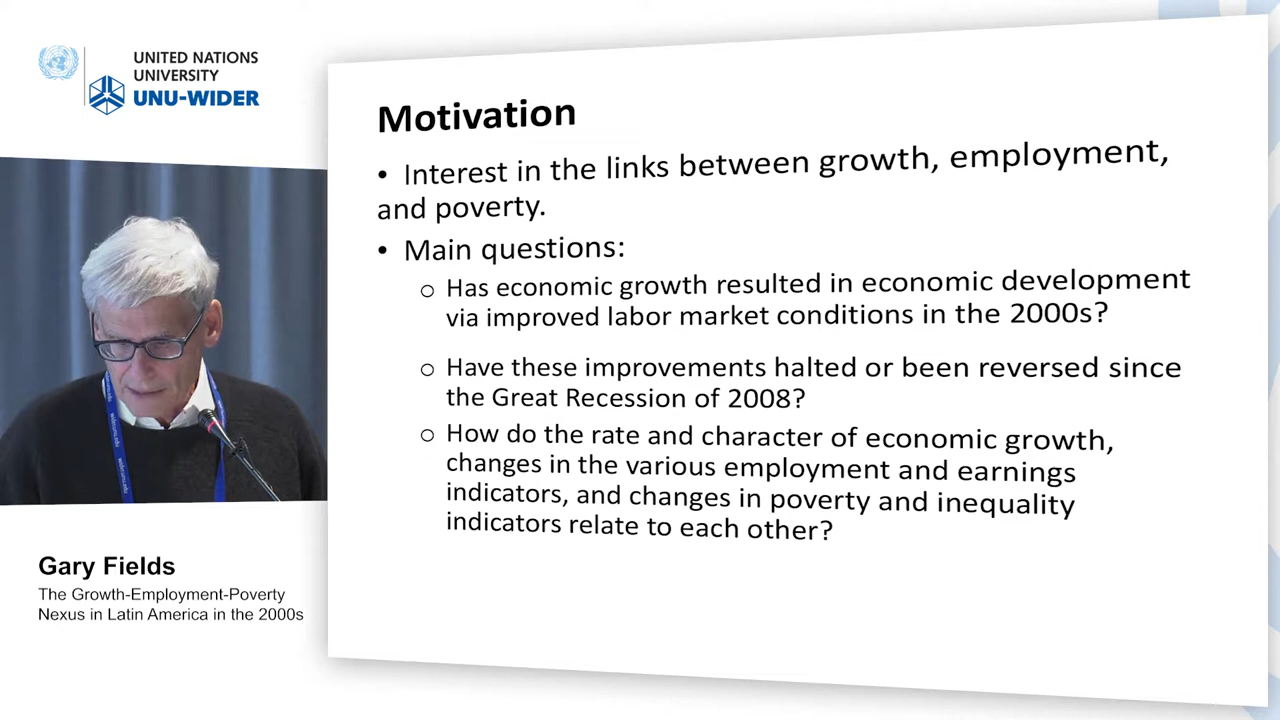 UNITED NATIONS
UNIVERSITY
UNU-WIDER
Motivation
• Interest in the links between growth, employment,
and poverty.
• Main questions:
o Has economic growth resulted in economic development
via improved labor market conditions in the 2000s?
o Have these improvements halted or been reversed since
the Great Recession of 2008?
o How do the rate and character of economic growth,
changes in the various employment and earnings
indicators, and changes in poverty and inequality
indicators relate to each other?
Gary Fields
The Growth-Employment-Poverty
Nexus in Latin America in the 2000s